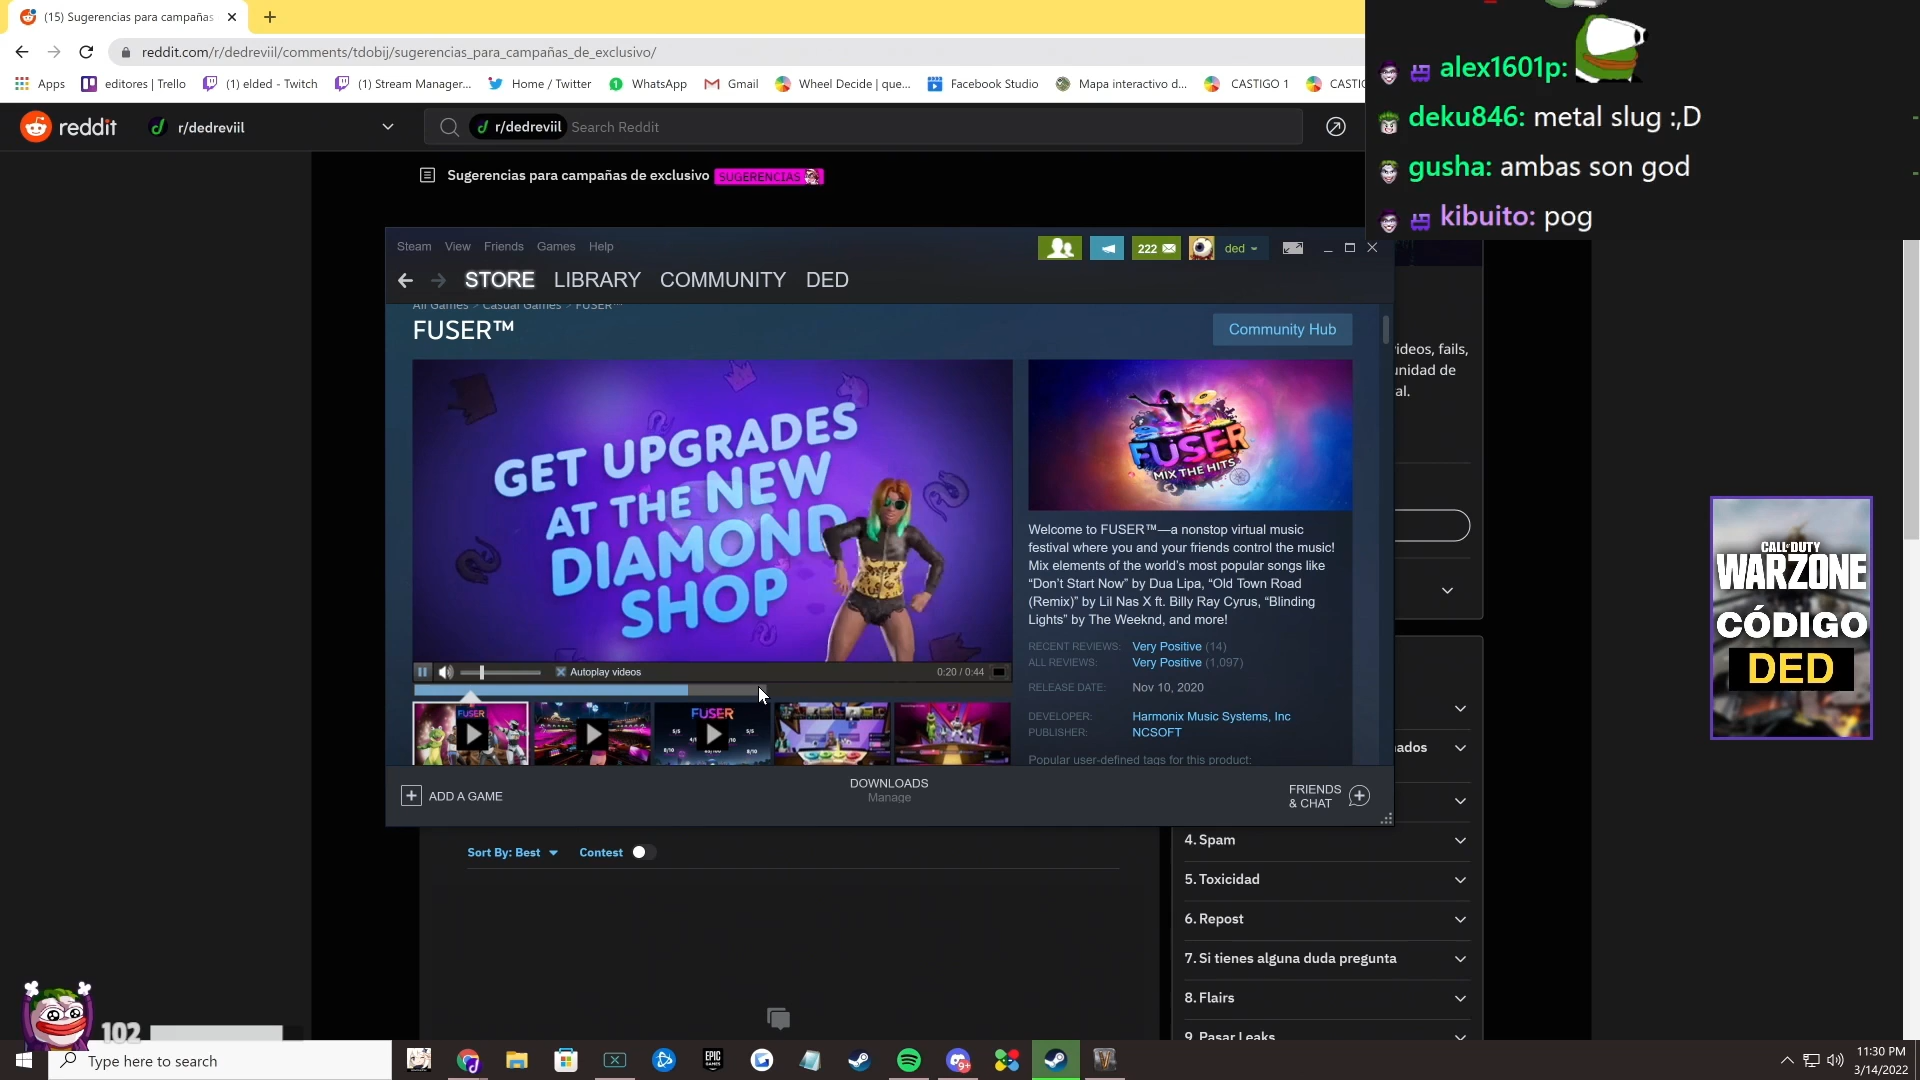 (15) Sugerencias para campañas
reddit.com/r/dedreviil/comments/tdobij/sugerencias_para_campañas_de_exclusivo/
Apps
editores | Trello
(1) elded - Twitch
(1) Stream Manager...
Home / Twitter
WhatsApp
Gmail
Wheel Decide | que...
Facebook Studio
Mapa interactivo d...
CASTIGO 1
reddit
r/dedreviil
r/dedreviil
Search Reddit
alex1601p:
deku846: metal slug :,D
gusha: ambas son god
kibuito: pog
Sugerencias para campañas de exclusivo
SUGERENCIAS
Steam
View
Friends
Games
Help
222
ded
STORE
LIBRARY
COMMUNITY
DED
All Games > Casual Games > FUSER™
FUSER™
Community Hub
GET UPGRADES
AT THE NEW
DIAMOND
SHOP
FUSER
MIX THE HITS
Welcome to FUSER™—a nonstop virtual music
festival where you and your friends control the music!
Mix elements of the world's most popular songs like
“Don't Start Now” by Dua Lipa, “Old Town Road
(Remix)” by Lil Nas X ft. Billy Ray Cyrus, “Blinding
Lights” by The Weeknd, and more!
RECENT REVIEWS: Very Positive (14)
ALL REVIEWS: Very Positive (1,097)
RELEASE DATE: Nov 10, 2020
DEVELOPER: Harmonix Music Systems, Inc
PUBLISHER: NCSOFT
Popular user-defined tags for this product:
Autoplay videos
0:20 / 0:44
FUSER
FUSER
ADD A GAME
DOWNLOADS
Manage
FRIENDS
& CHAT
fails,
de
CALL OF DUTY
WARZONE
CÓDIGO
DED
Sort By: Best
Contest
4. Spam
5. Toxicidad
6. Repost
7. Si tienes alguna duda pregunta
8. Flairs
9. Pasar Leaks
102
Type here to search
EPIC
GAMES
9+
11:30 PM
3/14/2022